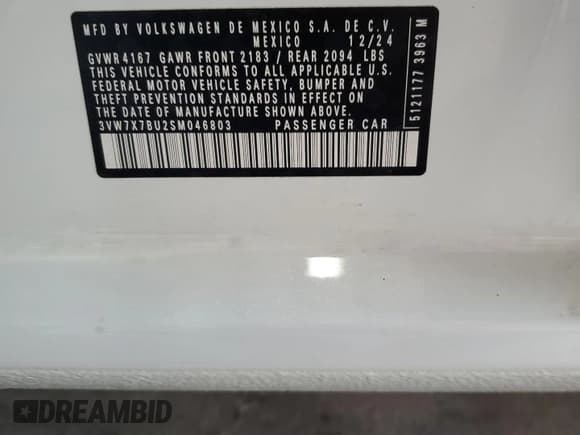 MFD BY VOLKSWAGEN DE MEXICO S.A. DE C.V.
MEXICO 12/24
GVWR 4167 GAWR FRONT 2183 / REAR 2094 LBS
THIS VEHICLE CONFORMS TO ALL APPLICABLE U.S.
FEDERAL MOTOR VEHICLE SAFETY, BUMPER AND
THEFT PREVENTION STANDARDS IN EFFECT ON
THE DATE OF MANUFACTURE SHOWN ABOVE.
3VW7X7BU2SM046803 PASSENGER CAR
5121177 3963 M
DREAMBID